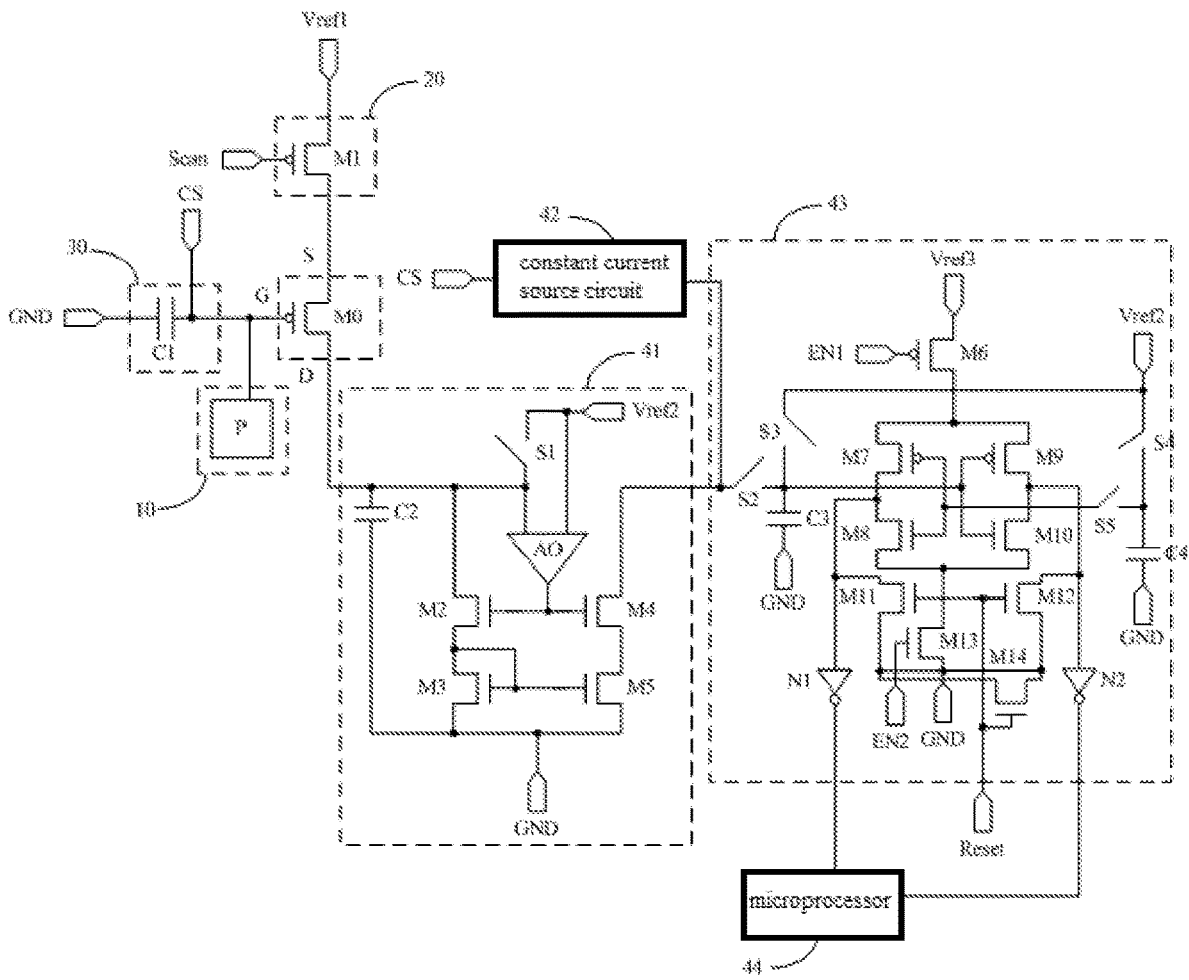 Vref1
20
Scan
M1
CS
30
S
42
43
constant current
source circuit
CS
Vref3
G
GND
M0
C1
Vref2
EN1
M6
D
41
P
Vref2
S3
S4
S1
M7
M9
10
C2
S2
S5
C3
AO
M8
M10
C4
GND
M11
M12
M2
M4
GND
M13
M14
M3
M5
N1
N2
EN2
GND
GND
Reset
microprocessor
44